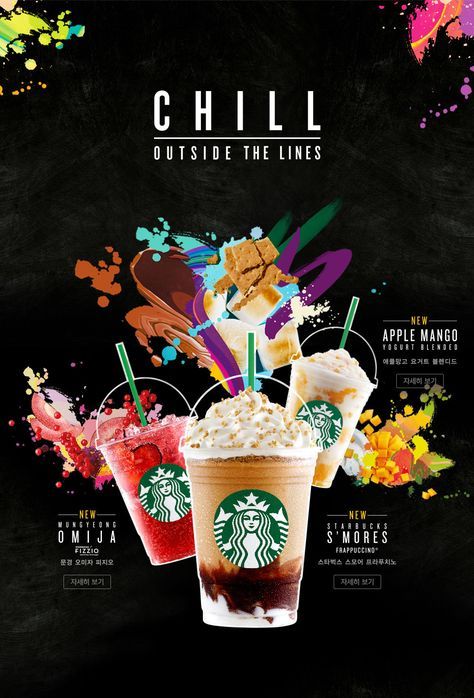 CHILL
OUTSIDE THE LINES
NEW
APPLE MANGO
YOGURT BLENDED
애플망고 요거트 블렌디드
자세히 보기
NEW
MUNGYEONG
OMIJA
FIZZIO
문경 오미자 피지오
자세히 보기
NEW
STARBUCKS
S'MORES
FRAPPUCCINO®
스타벅스 스모어 프라푸치노
자세히 보기